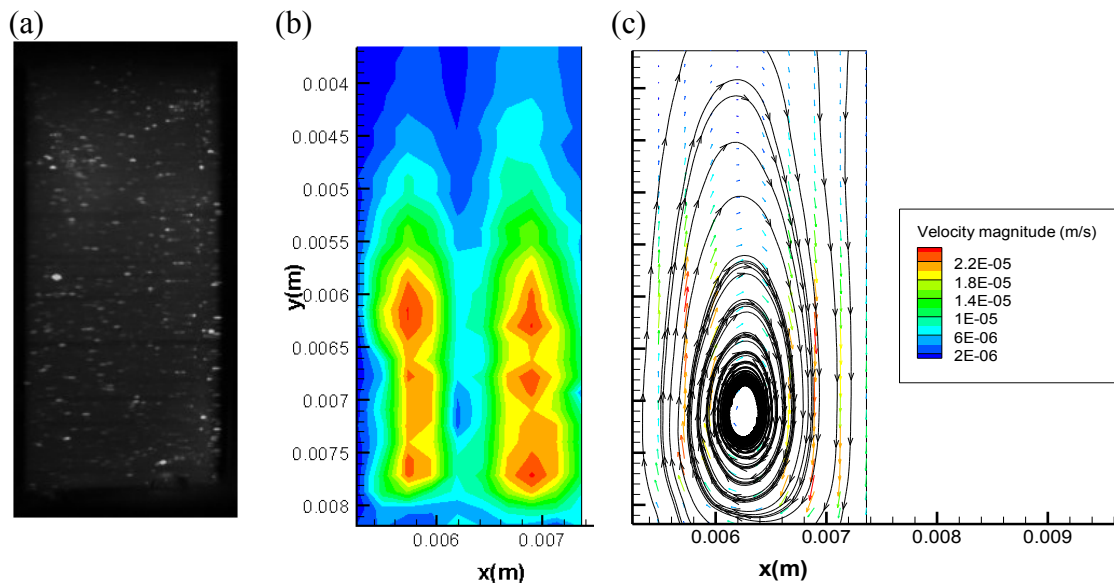 (a)
(b)
(c)
0.004
0.0045
0.005
0.0055
0.006
0.0065
0.007
0.0075
0.008
y(m)
0.006 0.007
x(m)
0.006 0.007 0.008 0.009
x(m)
Velocity magnitude (m/s)
2.2E-05
1.8E-05
1.4E-05
1E-05
6E-06
2E-06